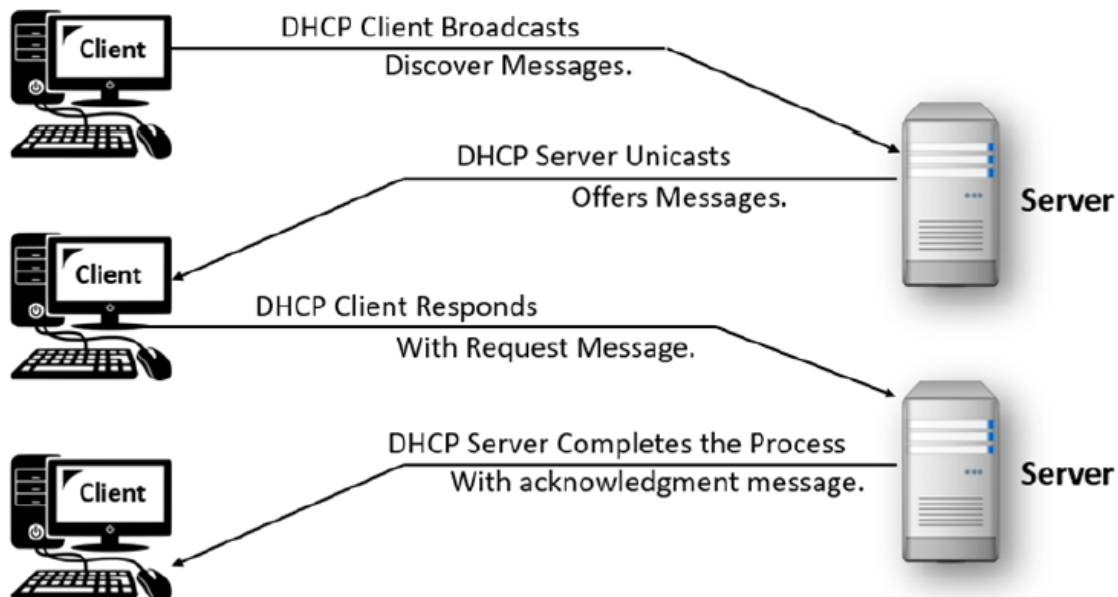 Client
DHCP Client Broadcasts
Discover Messages.
DHCP Server Unicasts
Offers Messages.
Server
Client
DHCP Client Responds
With Request Message.
DHCP Server Completes the Process
With acknowledgment message.
Server
Client